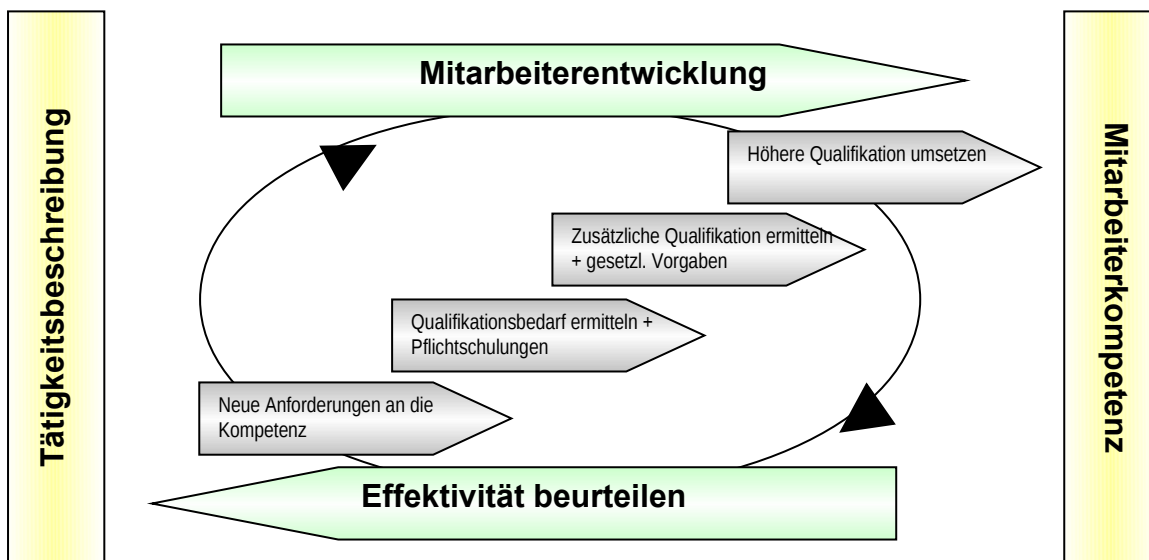 Tätigkeitsbeschreibung
Mitarbeiterentwicklung
Höhere Qualifikation umsetzen
Zusätzliche Qualifikation ermitteln
+ gesetzl. Vorgaben
Qualifikationsbedarf ermitteln +
Pflichtschulungen
Neue Anforderungen an die
Kompetenz
Effektivität beurteilen
Mitarbeiterkompetenz